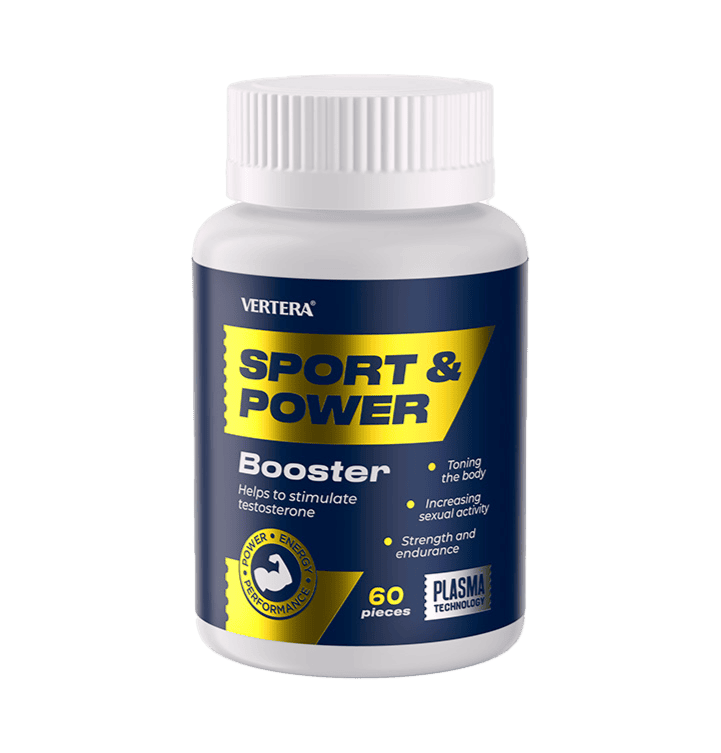 VERTERA®
SPORT &
POWER
Booster
Helps to stimulate
testosterone
Toning
the body
Increasing
sexual activity
Strength and
endurance
POWER • ENERGY • PERFORMANCE •
60
pieces
PLASMA
TECHNOLOGY